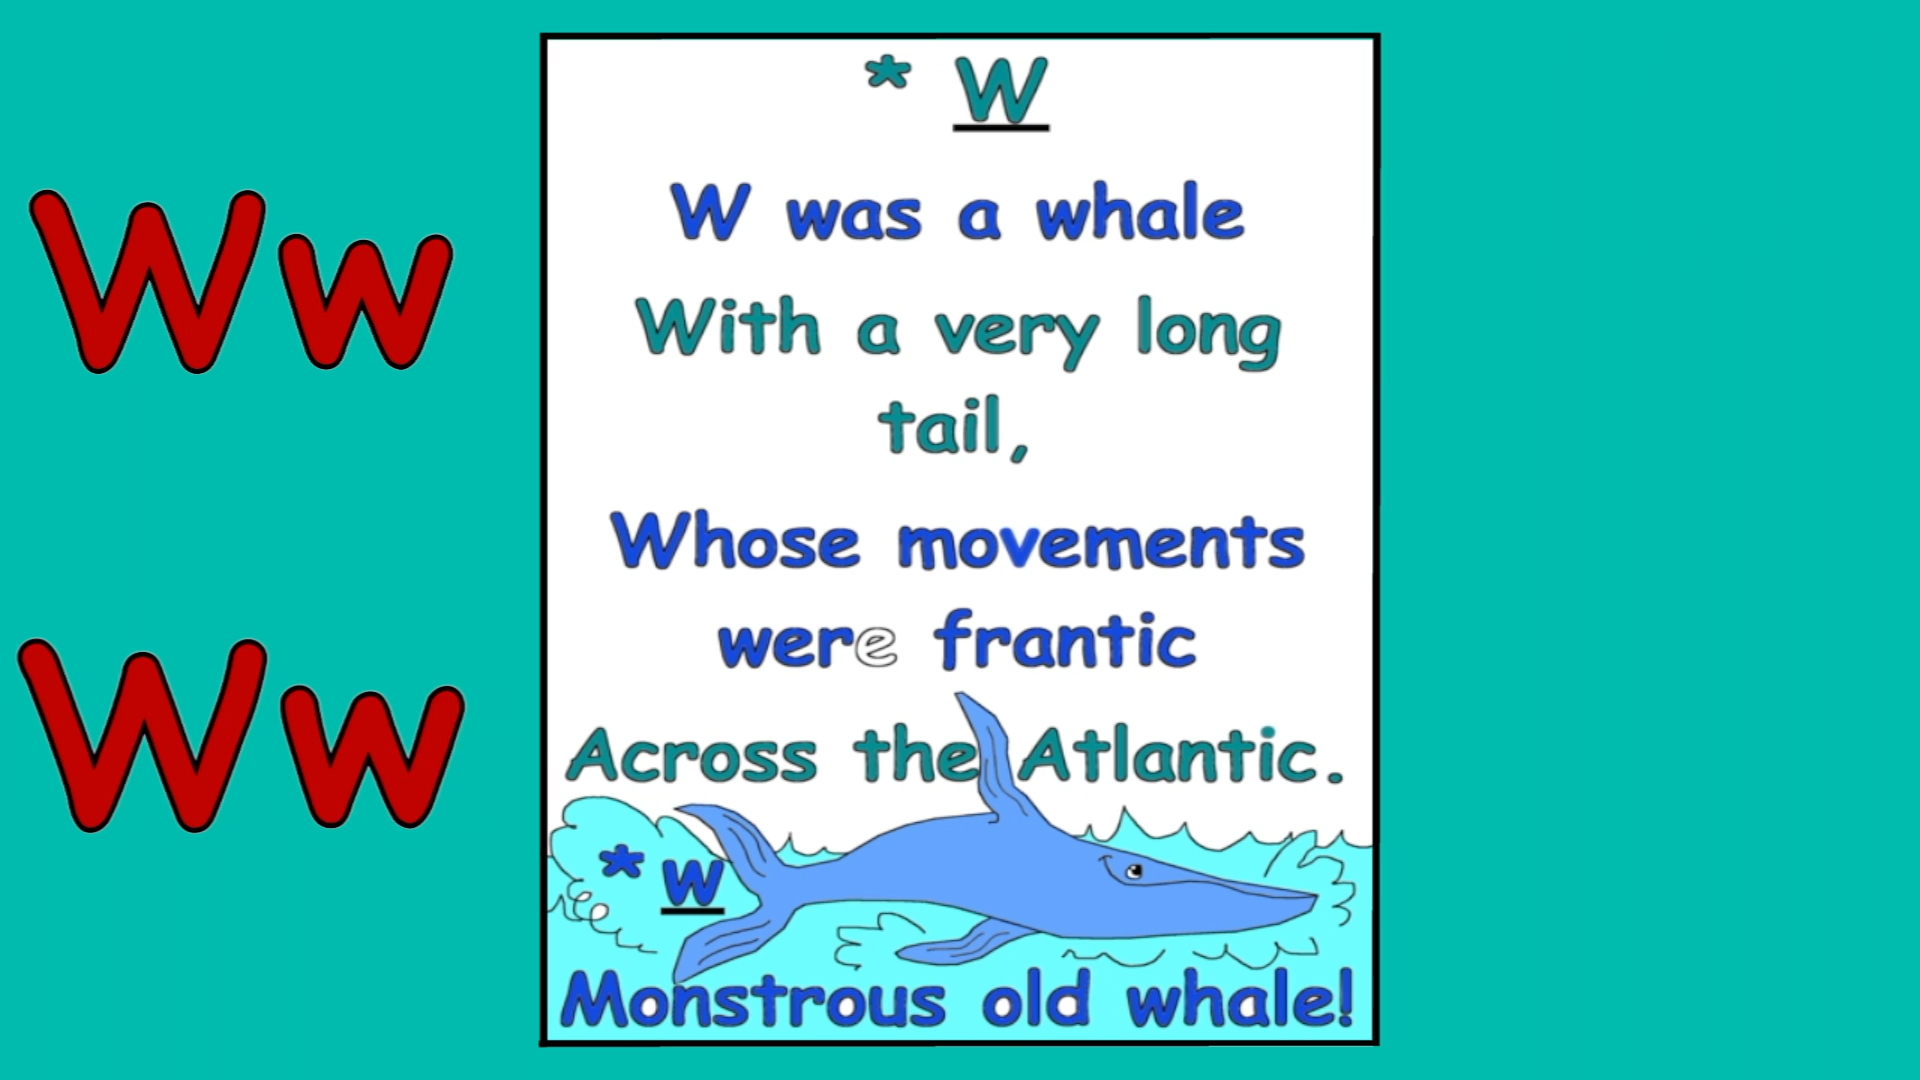 Ww
Ww
* W
W was a whale
With a very long
tail,
Whose movements
were frantic
Across the Atlantic.
* w
Monstrous old whale!